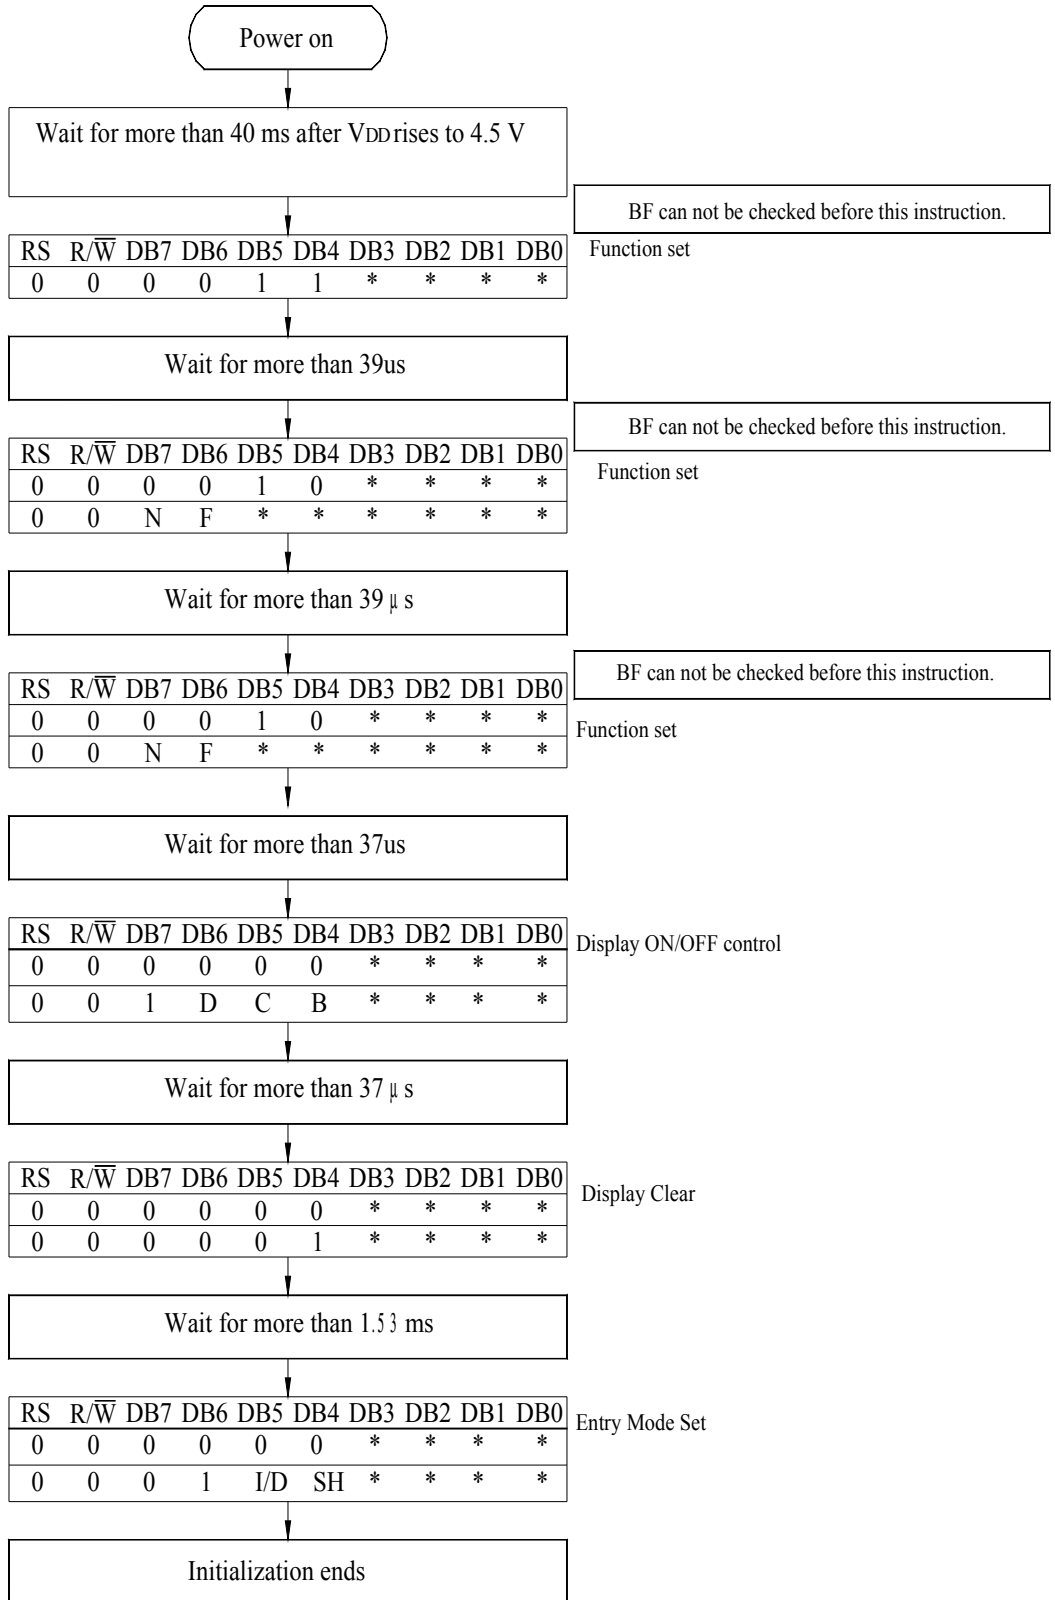 Power on
Wait for more than 40 ms after VDD rises to 4.5 V
BF can not be checked before this instruction.
RS R/W̅ DB7 DB6 DB5 DB4 DB3 DB2 DB1 DB0
Function set
0 0 0 0 1 1 * * * *
Wait for more than 39us
BF can not be checked before this instruction.
RS R/W̅ DB7 DB6 DB5 DB4 DB3 DB2 DB1 DB0
Function set
0 0 0 0 1 0 * * * *
0 0 N F * * * * * *
Wait for more than 39 μ s
BF can not be checked before this instruction.
RS R/W̅ DB7 DB6 DB5 DB4 DB3 DB2 DB1 DB0
0 0 0 0 1 0 * * * *
Function set
0 0 N F * * * * * *
Wait for more than 37us
RS R/W̅ DB7 DB6 DB5 DB4 DB3 DB2 DB1 DB0
Display ON/OFF control
0 0 0 0 0 0 * * * *
0 0 1 D C B * * * *
Wait for more than 37 μ s
RS R/W̅ DB7 DB6 DB5 DB4 DB3 DB2 DB1 DB0
Display Clear
0 0 0 0 0 0 * * * *
0 0 0 0 0 1 * * * *
Wait for more than 1.53 ms
RS R/W̅ DB7 DB6 DB5 DB4 DB3 DB2 DB1 DB0
Entry Mode Set
0 0 0 0 0 0 * * * *
0 0 0 1 I/D SH * * * *
Initialization ends